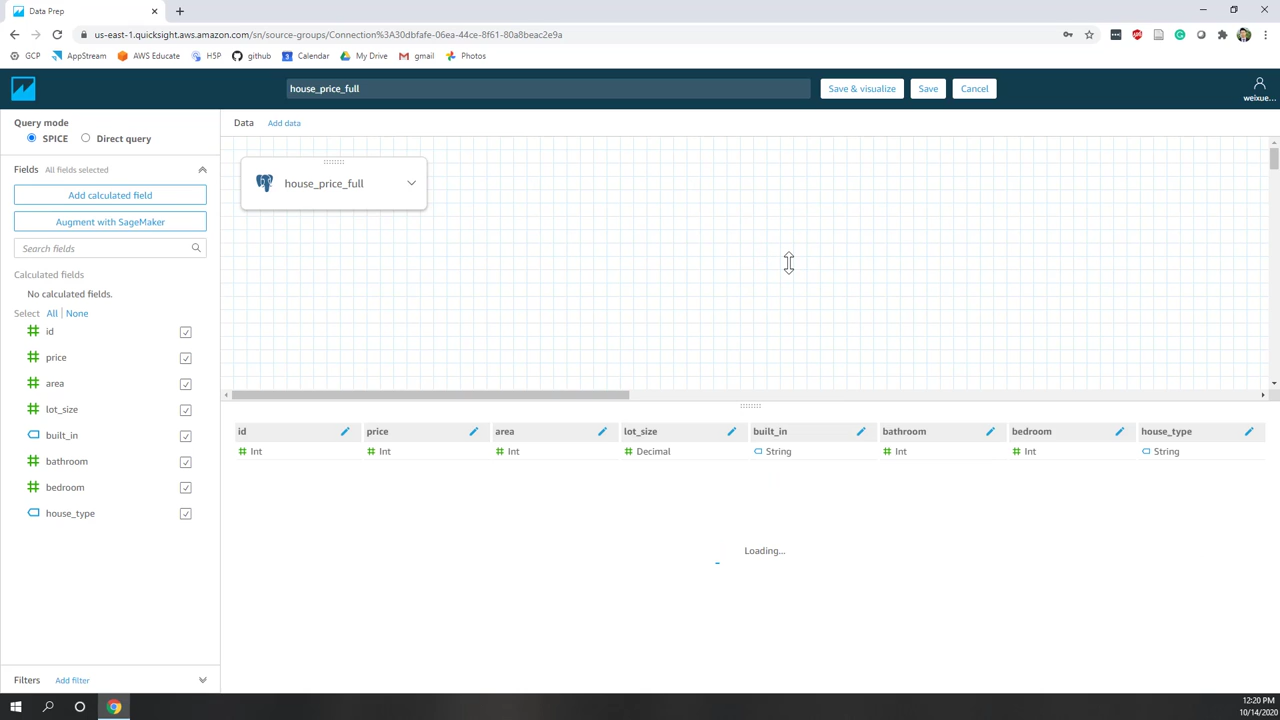 Data Prep
us-east-1.quicksight.aws.amazon.com/sn/source-groups/Connection%3A30dbfafe-06ea-44ce-8f61-80a8beac2e9a
GCP AppStream AWS Educate H5P github Calendar My Drive gmail Photos
house_price_full Save & visualize Save Cancel weixue...
Query mode
SPICE Direct query
Data Add data
Fields All fields selected
Add calculated field
house_price_full
Augment with SageMaker
Search fields
Calculated fields
No calculated fields.
Select All | None
id
price
area
lot_size
built_in
bathroom
bedroom
house_type
id price area lot_size built_in bathroom bedroom house_type
Int Int Int Decimal String Int Int String
Loading...
Filters Add filter
12:20 PM
10/14/2020